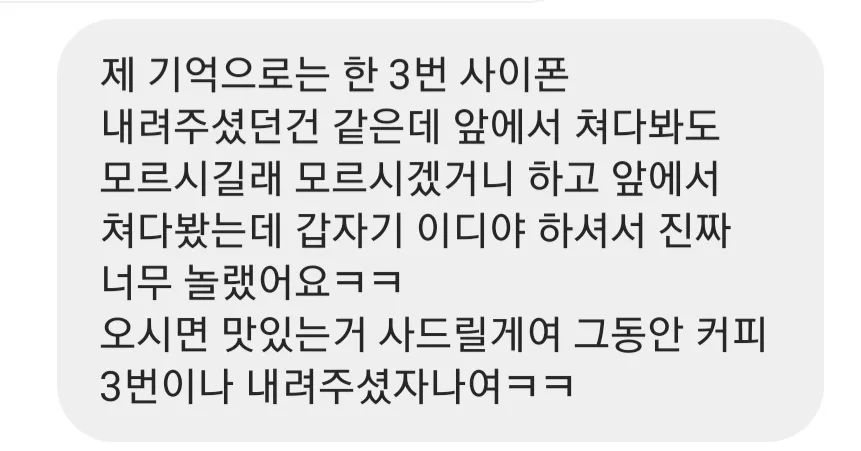 제 기억으로는 한 3번 사이폰
내려주셨던건 같은데 앞에서 쳐다봐도
모르시길래 모르시겠거니 하고 앞에서
쳐다봤는데 갑자기 이디야 하셔서 진짜
너무 놀랬어요ㅋㅋ
오시면 맛있는거 사드릴게여 그동안 커피
3번이나 내려주셨자나여ㅋㅋ